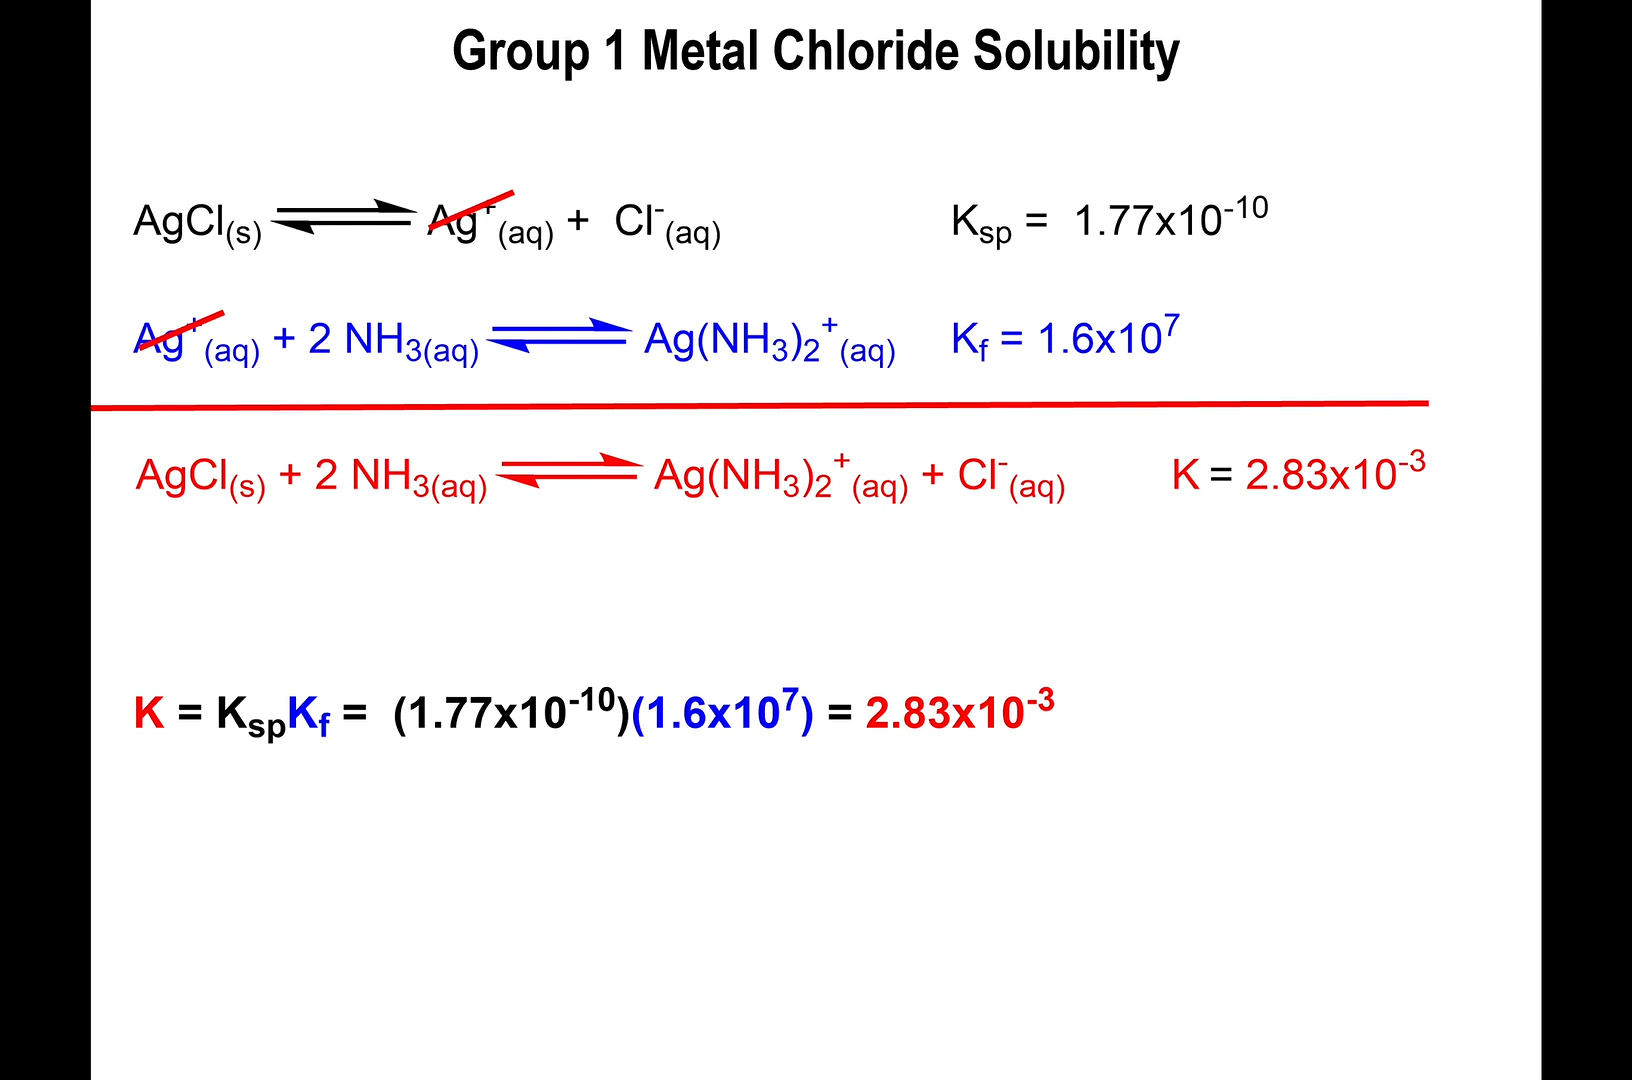 Group 1 Metal Chloride Solubility
AgCl(s) ⇌ Ag⁺(aq) + Cl⁻(aq) Ksp = 1.77x10⁻¹⁰
Ag⁺(aq) + 2 NH₃(aq) ⇌ Ag(NH₃)₂⁺(aq) Kf = 1.6x10⁷
AgCl(s) + 2 NH₃(aq) ⇌ Ag(NH₃)₂⁺(aq) + Cl⁻(aq) K = 2.83x10⁻³
K = KspKf = (1.77x10⁻¹⁰)(1.6x10⁷) = 2.83x10⁻³